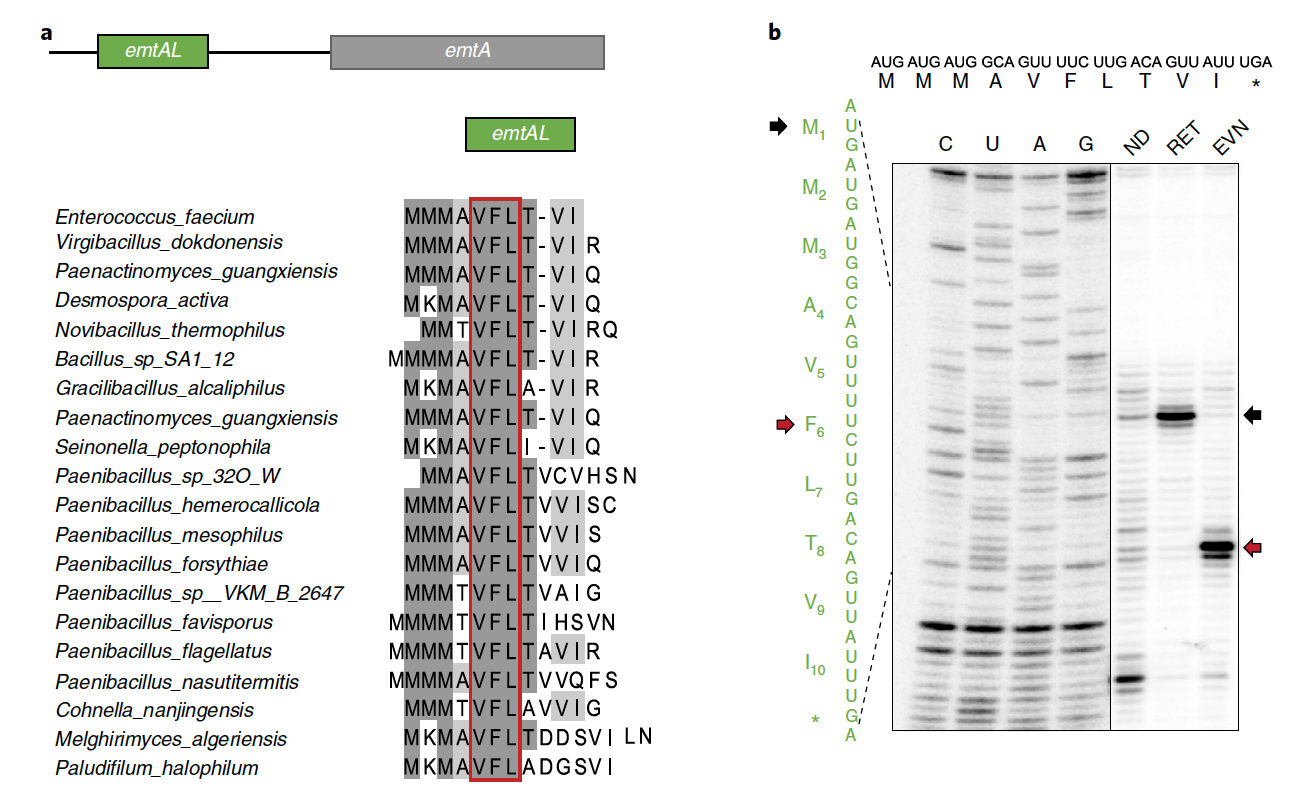 a
emtAL emtA
emtAL
Enterococcus_faecium MMMAVFLT-VI
Virgibacillus_dokdonensis MMMAVFLT-VIR
Paenactinomyces_guangxiensis MMMAVFLT-VIQ
Desmospora_activa MKMAVFLT-VIQ
Novibacillus_thermophilus MMTVFLT-VIRQ
Bacillus_sp_SA1_12 MMMMAVFLT-VIR
Gracilibacillus_alcaliphilus MKMAVFLA-VIR
Paenactinomyces_guangxiensis MMMAVFLT-VIQ
Seinonella_peptonophila MKMAVFLI-VIQ
Paenibacillus_sp_32O_W MMAVFLTVCVHSN
Paenibacillus_hemerocallicola MMMAVFLTVVISC
Paenibacillus_mesophilus MMMAVFLTVVIS
Paenibacillus_forsythiae MMMAVFLTVVIQ
Paenibacillus_sp__VKM_B_2647 MMMTVFLTVAIG
Paenibacillus_favisporus MMMMTVFLTIHSVN
Paenibacillus_flagellatus MMMTVFLTAVIR
Paenibacillus_nasutitermitis MMMMAVFLTVVQFS
Cohnella_nanjingensis MMMTVFLAVVIG
Melghirimyces_algeriensis MKMAVFLTDDSVILN
Paludifilum_halophilum MKMAVFLADGSVI
b
AUG AUG AUG GCA GUU UUC UUG ACA GUU AUU UGA
M M M A V F L T V I *
C U A G ND RET EVN
A
M1 U
G
A
M2 U
G
A
M3 U
G
G
A4 C
A
G
V5 U
U
U
F6 U
C
U
L7 U
G
A
T8 C
A
G
V9 U
U
A
I10 U
U
U
* G
A